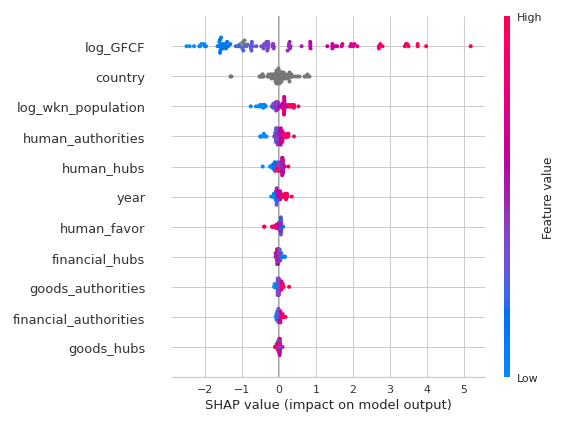 High
log_GFCF
country
log_wkn_population
human_authorities
human_hubs
year
human_favor
financial_hubs
goods_authorities
financial_authorities
goods_hubs
Feature value
Low
−2 −1 0 1 2 3 4 5
SHAP value (impact on model output)